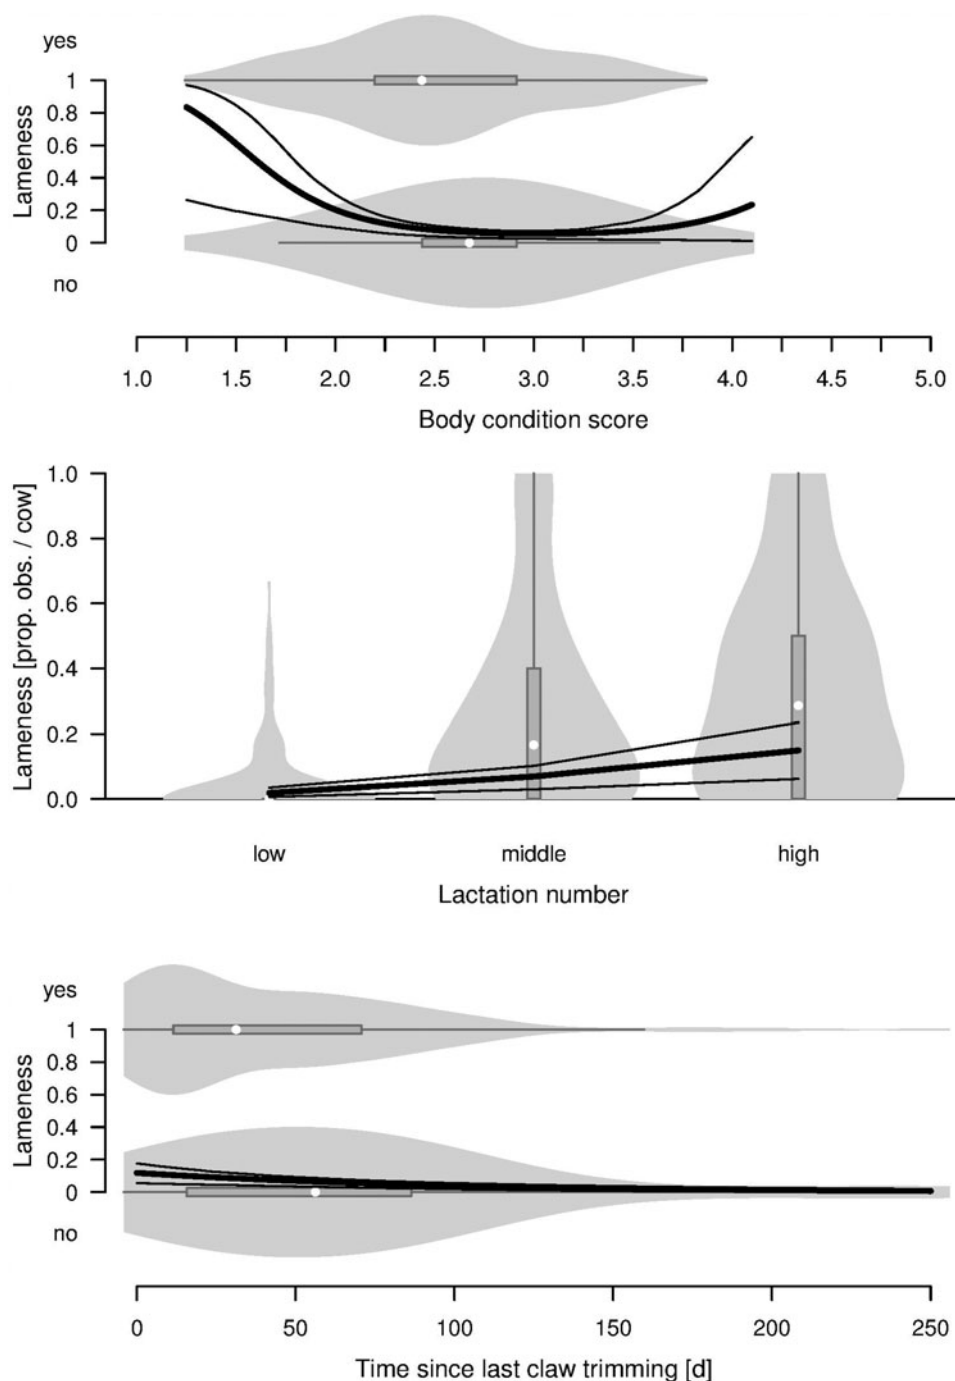 yes
1
0.8
0.6
0.4
0.2
0
no
Lameness
1.0 1.5 2.0 2.5 3.0 3.5 4.0 4.5 5.0
Body condition score
1.0
0.8
0.6
0.4
0.2
0.0
Lameness [prop. obs. / cow]
low middle high
Lactation number
yes
1
0.8
0.6
0.4
0.2
0
no
Lameness
0 50 100 150 200 250
Time since last claw trimming [d]